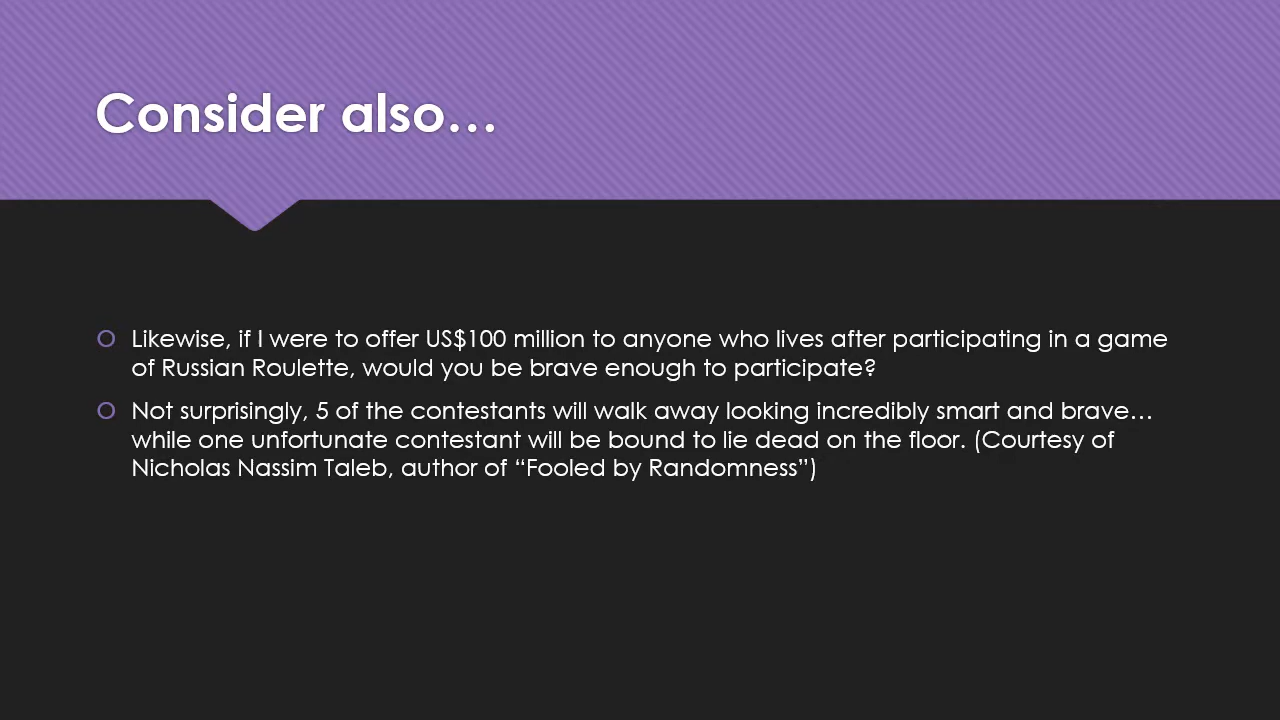 Consider also…
Likewise, if I were to offer US$100 million to anyone who lives after participating in a game
of Russian Roulette, would you be brave enough to participate?
Not surprisingly, 5 of the contestants will walk away looking incredibly smart and brave…
while one unfortunate contestant will be bound to lie dead on the floor. (Courtesy of
Nicholas Nassim Taleb, author of “Fooled by Randomness”)